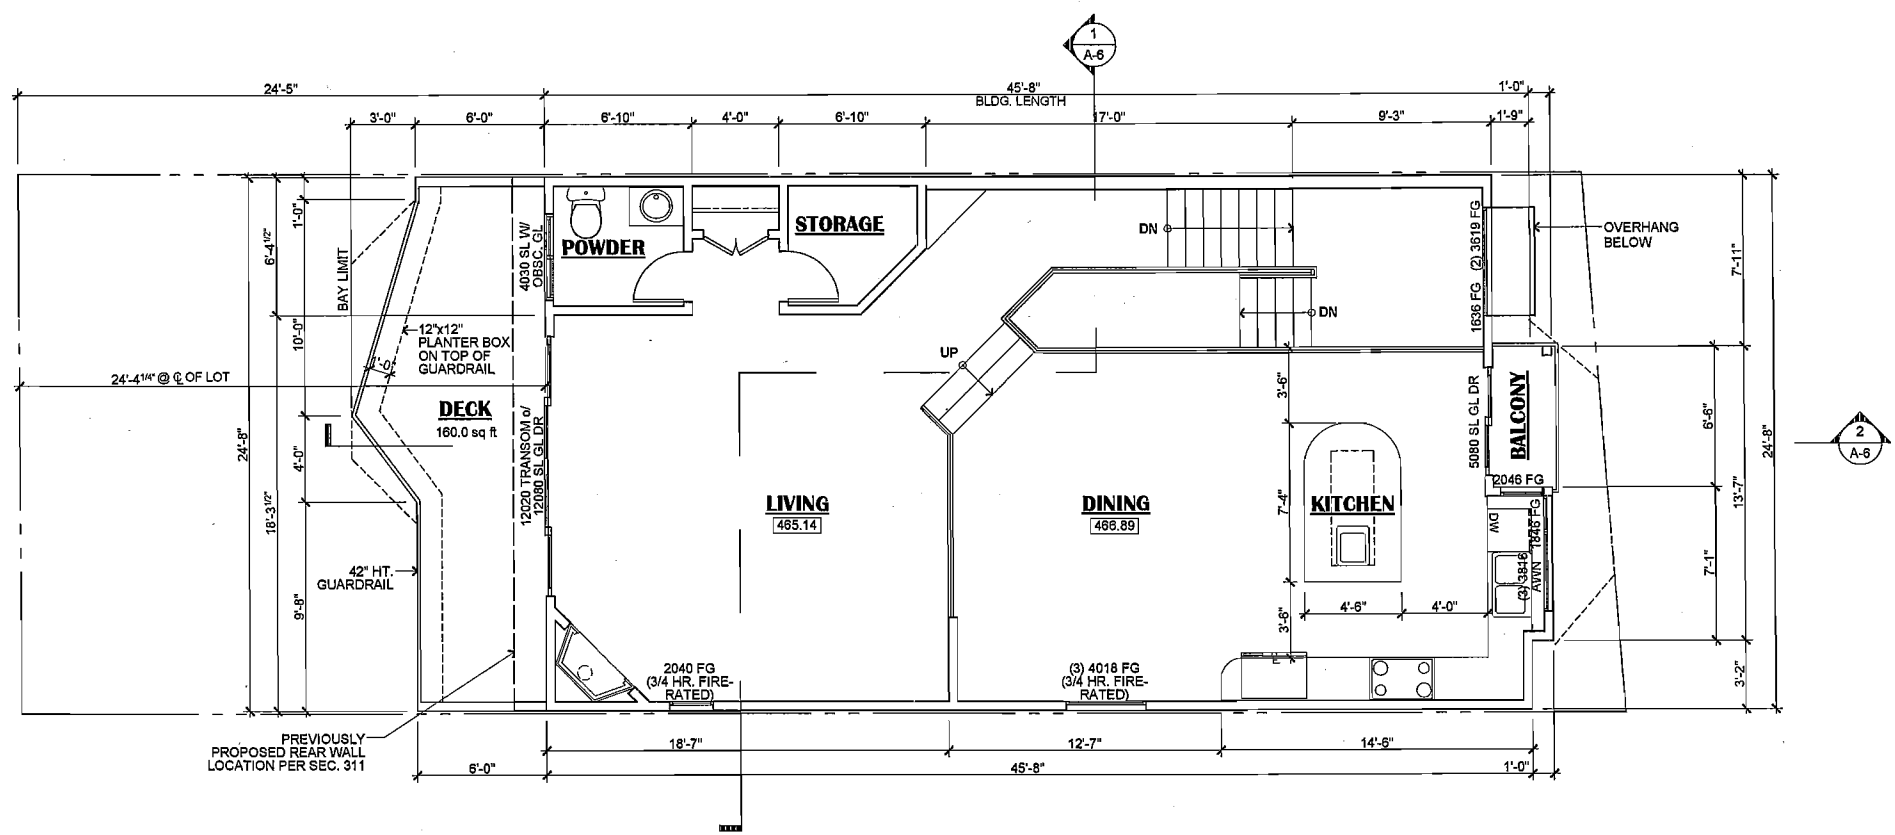 1
A-6
24'-5"
45'-8"
BLDG. LENGTH
1'-0"
3'-0"
6'-0"
6'-10"
4'-0"
6'-10"
17'-0"
9'-3"
1'-9"
1'-0"
6'-4 1/2"
BAY LIMIT
4030 SL W/
OBSC. GL
POWDER
STORAGE
DN
DN
UP
1636 FG (2) 3619 FG
OVERHANG
BELOW
7'-11"
10'-0"
12"x12"
PLANTER BOX
ON TOP OF
GUARDRAIL
1'-0"
24'-4 1/4" @ ℄ OF LOT
DECK
160.0 sq ft
24'-8"
4'-0"
18'-3 1/2"
12020 TRANSOM o/
12080 SL GL DR
3'-6"
5080 SL GL DR
BALCONY
6'-6"
24'-8"
2
A-6
LIVING
465.14
DINING
466.89
7'-4"
KITCHEN
2046 FG
DW
1846 FG
(3) 3816
AWN
13'-7"
7'-1"
42" HT.
GUARDRAIL
9'-8"
4'-6"
4'-0"
3'-6"
3'-2"
2040 FG
(3/4 HR. FIRE-
RATED)
(3) 4018 FG
(3/4 HR. FIRE-
RATED)
PREVIOUSLY
PROPOSED REAR WALL
LOCATION PER SEC. 311
18'-7"
12'-7"
14'-6"
6'-0"
45'-8"
1'-0"